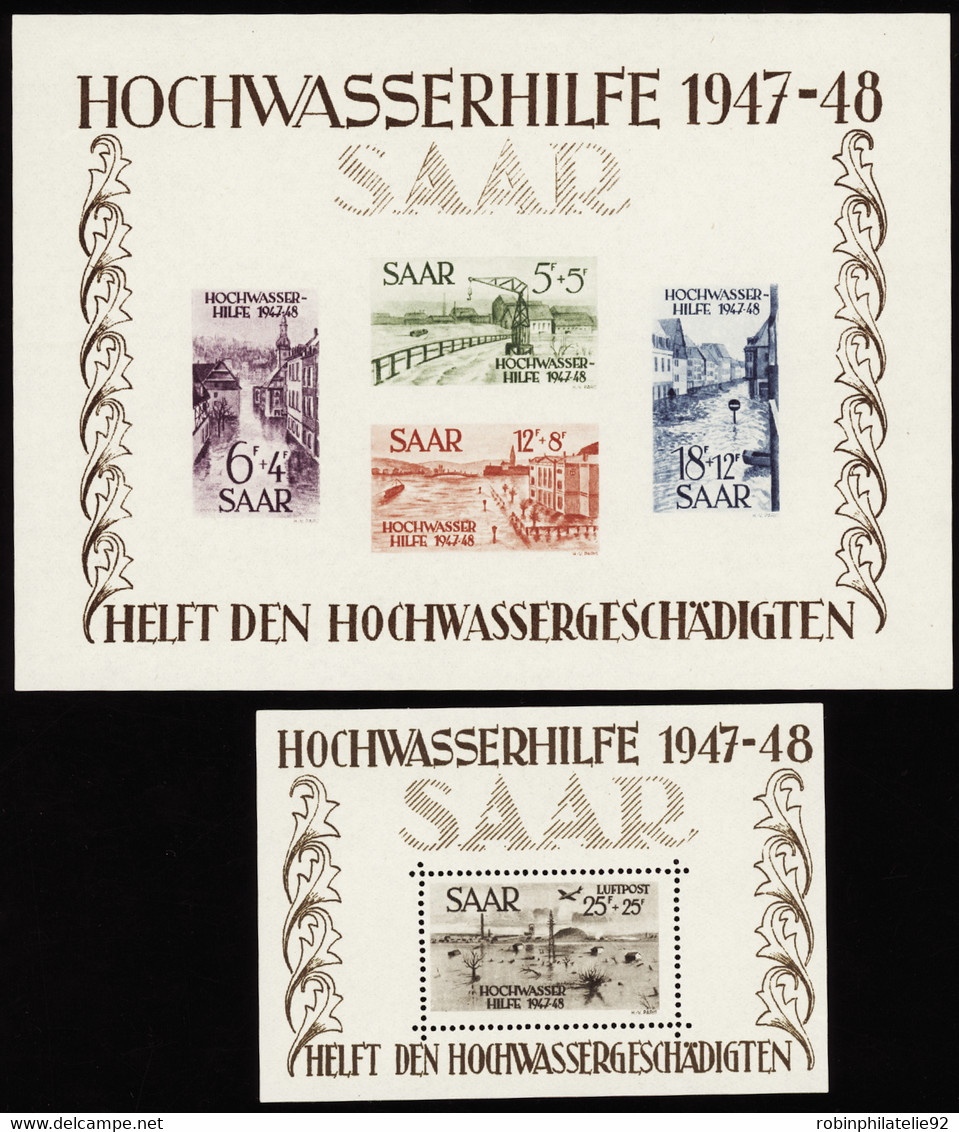 HOCHWASSERHILFE 1947-48
SAAR
HOCHWASSER-
HILFE 1947-48
6F+4F
SAAR
SAAR 5F+5F
HOCHWASSER-
HILFE 1947-48
SAAR 12F+8F
HOCHWASSER
HILFE 1947-48
HOCHWASSER-
HILFE 1947-48
18F+12F
SAAR
HELFT DEN HOCHWASSERGESCHÄDIGTEN
HOCHWASSERHILFE 1947-48
SAAR
SAAR LUFTPOST
25F+25F
HOCHWASSER
HILFE 1947-48
HELFT DEN HOCHWASSERGESCHÄDIGTEN
robinphilatelie92 @ delcampe.net